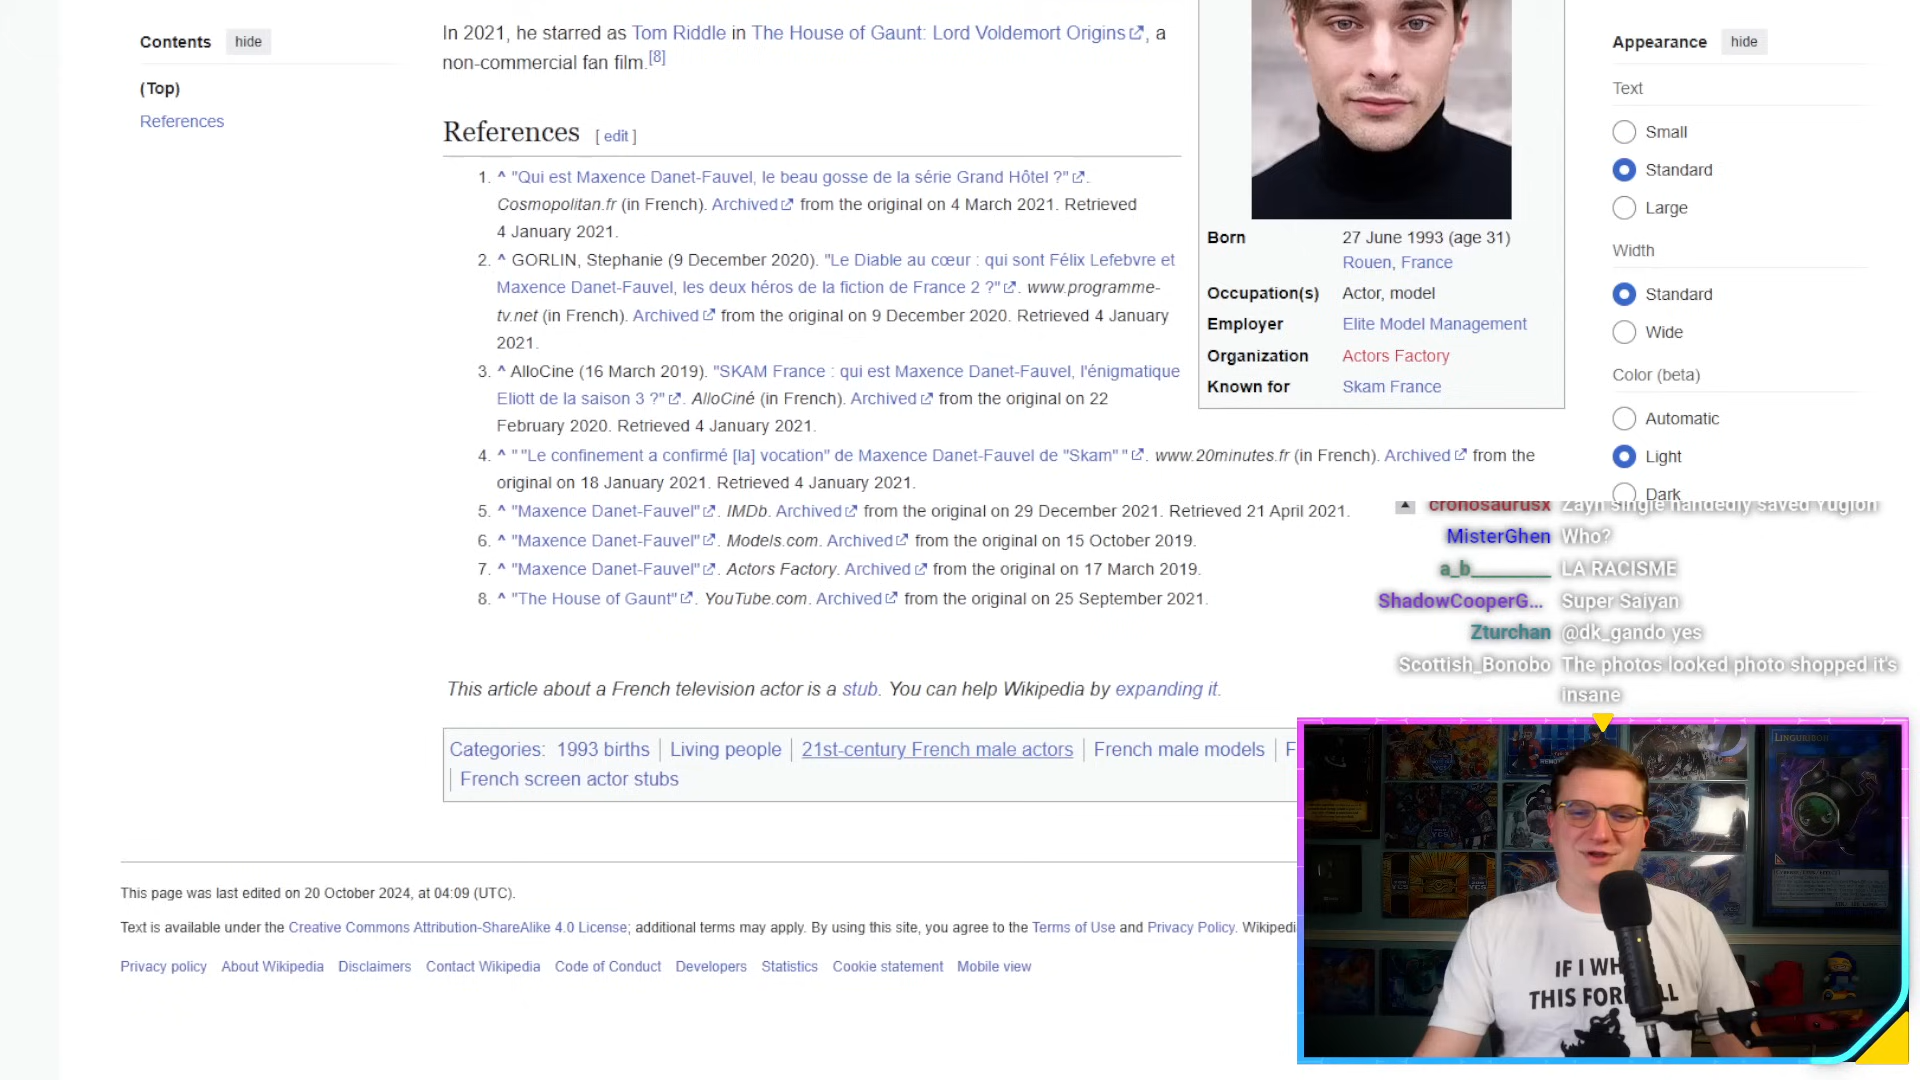 Contents hide
(Top)
References
In 2021, he starred as Tom Riddle in The House of Gaunt: Lord Voldemort Origins, a
non-commercial fan film.[8]
References [ edit ]
1. ^ "Qui est Maxence Danet-Fauvel, le beau gosse de la série Grand Hôtel ?".
Cosmopolitan.fr (in French). Archived from the original on 4 March 2021. Retrieved
4 January 2021.
2. ^ GORLIN, Stephanie (9 December 2020). "Le Diable au cœur : qui sont Félix Lefebvre et
Maxence Danet-Fauvel, les deux héros de la fiction de France 2 ?". www.programme-
tv.net (in French). Archived from the original on 9 December 2020. Retrieved 4 January
2021.
3. ^ AlloCine (16 March 2019). "SKAM France : qui est Maxence Danet-Fauvel, l'énigmatique
Eliott de la saison 3 ?". AlloCiné (in French). Archived from the original on 22
February 2020. Retrieved 4 January 2021.
4. ^ " "Le confinement a confirmé [la] vocation" de Maxence Danet-Fauvel de "Skam" ". www.20minutes.fr (in French). Archived from the
original on 18 January 2021. Retrieved 4 January 2021.
5. ^ "Maxence Danet-Fauvel". IMDb. Archived from the original on 29 December 2021. Retrieved 21 April 2021.
6. ^ "Maxence Danet-Fauvel". Models.com. Archived from the original on 15 October 2019.
7. ^ "Maxence Danet-Fauvel". Actors Factory. Archived from the original on 17 March 2019.
8. ^ "The House of Gaunt". YouTube.com. Archived from the original on 25 September 2021.
This article about a French television actor is a stub. You can help Wikipedia by expanding it.
Categories: 1993 births | Living people | 21st-century French male actors | French male models | F
| French screen actor stubs
This page was last edited on 20 October 2024, at 04:09 (UTC).
Text is available under the Creative Commons Attribution-ShareAlike 4.0 License; additional terms may apply. By using this site, you agree to the Terms of Use and Privacy Policy. Wikipedi
Privacy policy About Wikipedia Disclaimers Contact Wikipedia Code of Conduct Developers Statistics Cookie statement Mobile view
Born 27 June 1993 (age 31)
Rouen, France
Occupation(s) Actor, model
Employer Elite Model Management
Organization Actors Factory
Known for Skam France
Appearance hide
Text
Small
Standard
Large
Width
Standard
Wide
Color (beta)
Automatic
Light
Dark
cronosaurusx Zayn single handedly saved Yugioh
MisterGhen Who?
a_b________ LA RACISME
ShadowCooperG... Super Saiyan
Zturchan @dk_gando yes
Scottish_Bonobo The photos looked photo shopped it's
insane
LINGURIBOH
IF I WH
THIS FOR LL